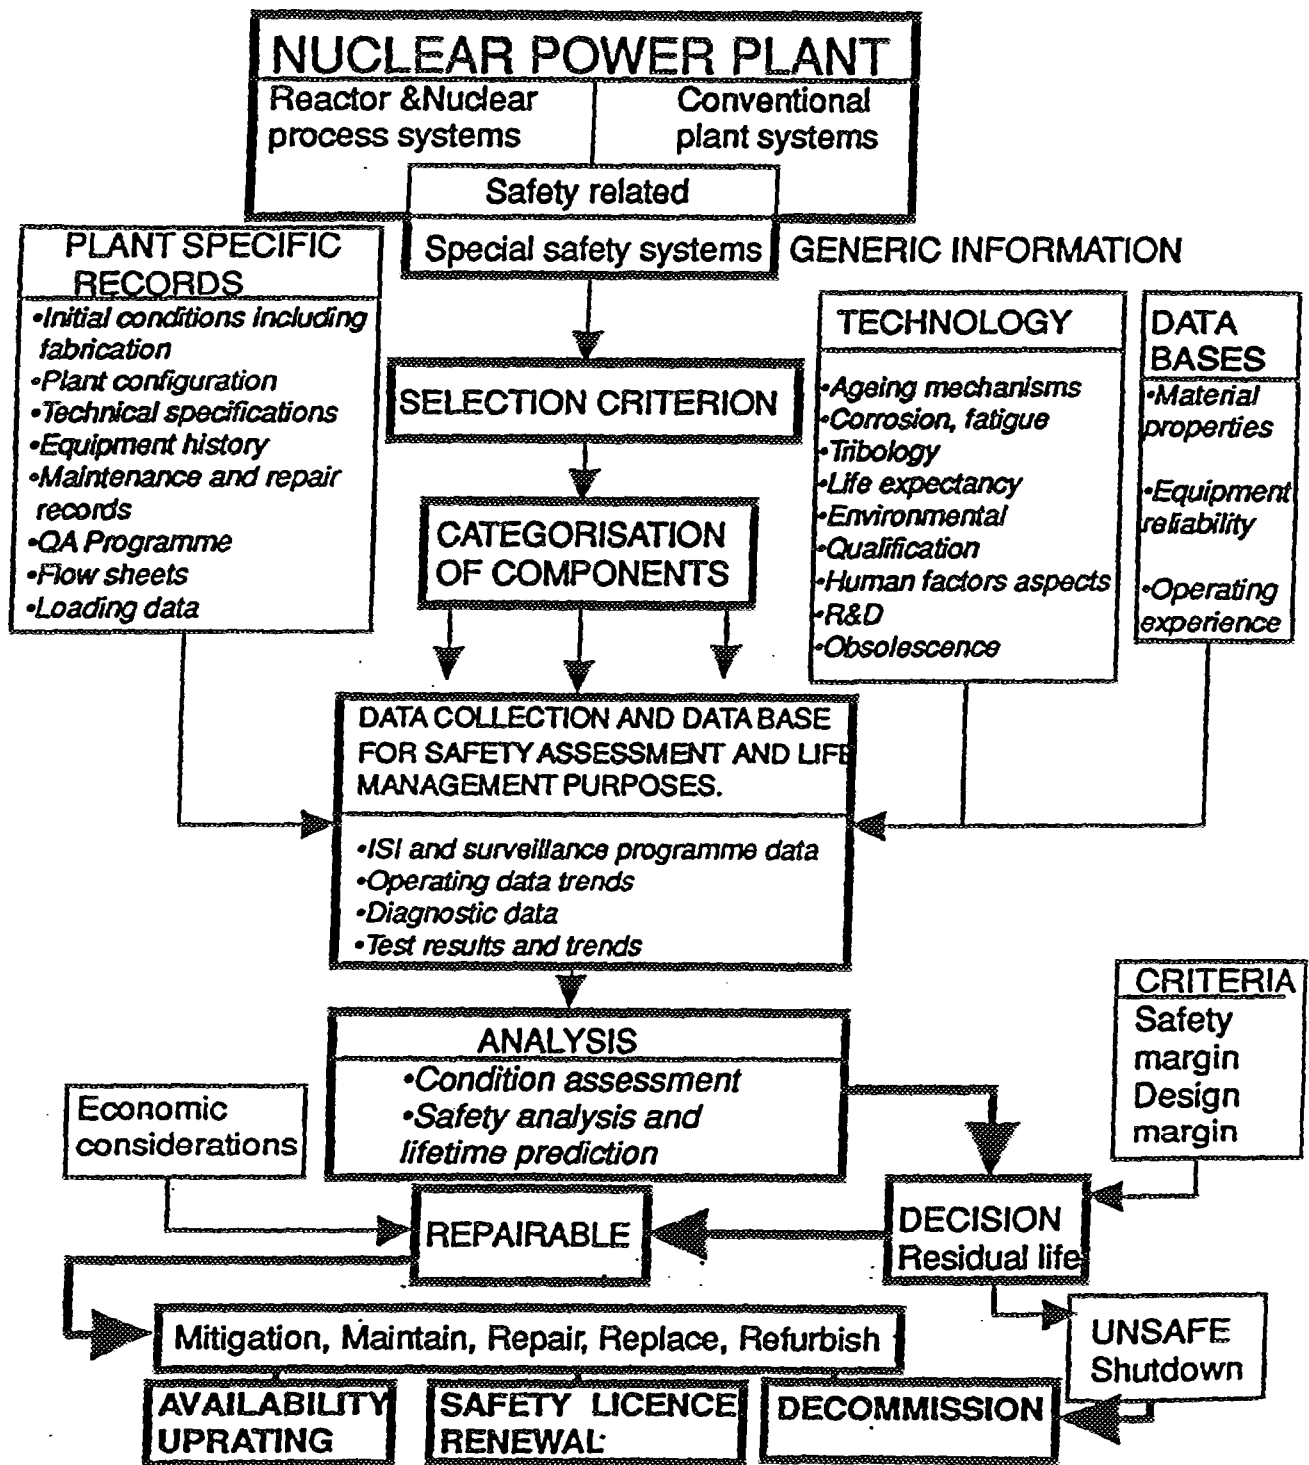 NUCLEAR POWER PLANT
Reactor &Nuclear
process systems
Conventional
plant systems
Safety related
Special safety systems
PLANT SPECIFIC
RECORDS
•Initial conditions including
fabrication
•Plant configuration
•Technical specifications
•Equipment history
•Maintenance and repair
records
•QA Programme
•Flow sheets
•Loading data
GENERIC INFORMATION
TECHNOLOGY
•Ageing mechanisms
•Corrosion, fatigue
•Tribology
•Life expectancy
•Environmental
•Qualification
•Human factors aspects
•R&D
•Obsolescence
DATA
BASES
•Material
properties
•Equipment
reliability
•Operating
experience
SELECTION CRITERION
CATEGORISATION
OF COMPONENTS
DATA COLLECTION AND DATA BASE
FOR SAFETY ASSESSMENT AND LIFE
MANAGEMENT PURPOSES.
•ISI and surveillance programme data
•Operating data trends
•Diagnostic data
•Test results and trends
ANALYSIS
•Condition assessment
•Safety analysis and
lifetime prediction
CRITERIA
Safety
margin
Design
margin
Economic
considerations
REPAIRABLE
DECISION
Residual life
Mitigation, Maintain, Repair, Replace, Refurbish
UNSAFE
Shutdown
AVAILABILITY
UPRATING
SAFETY LICENCE
RENEWAL:
DECOMMISSION